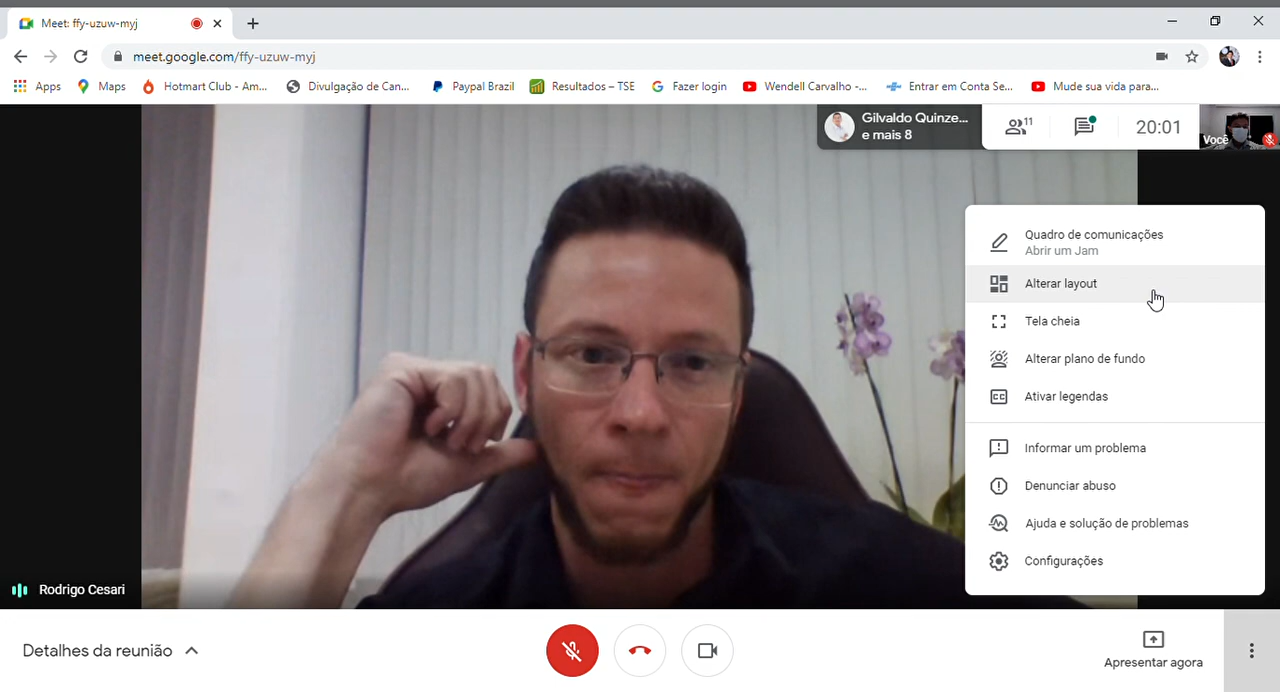 Meet: ffy-uzuw-myj
meet.google.com/ffy-uzuw-myj
Apps Maps Hotmart Club - Am... Divulgação de Can... Paypal Brazil Resultados – TSE Fazer login Wendell Carvalho -... Entrar em Conta Se... Mude sua vida para...
Gilvaldo Quinze...
e mais 8
11
20:01
Você
Quadro de comunicações
Abrir um Jam
Alterar layout
Tela cheia
Alterar plano de fundo
CC Ativar legendas
Informar um problema
Denunciar abuso
Ajuda e solução de problemas
Configurações
Rodrigo Cesari
Detalhes da reunião
Apresentar agora